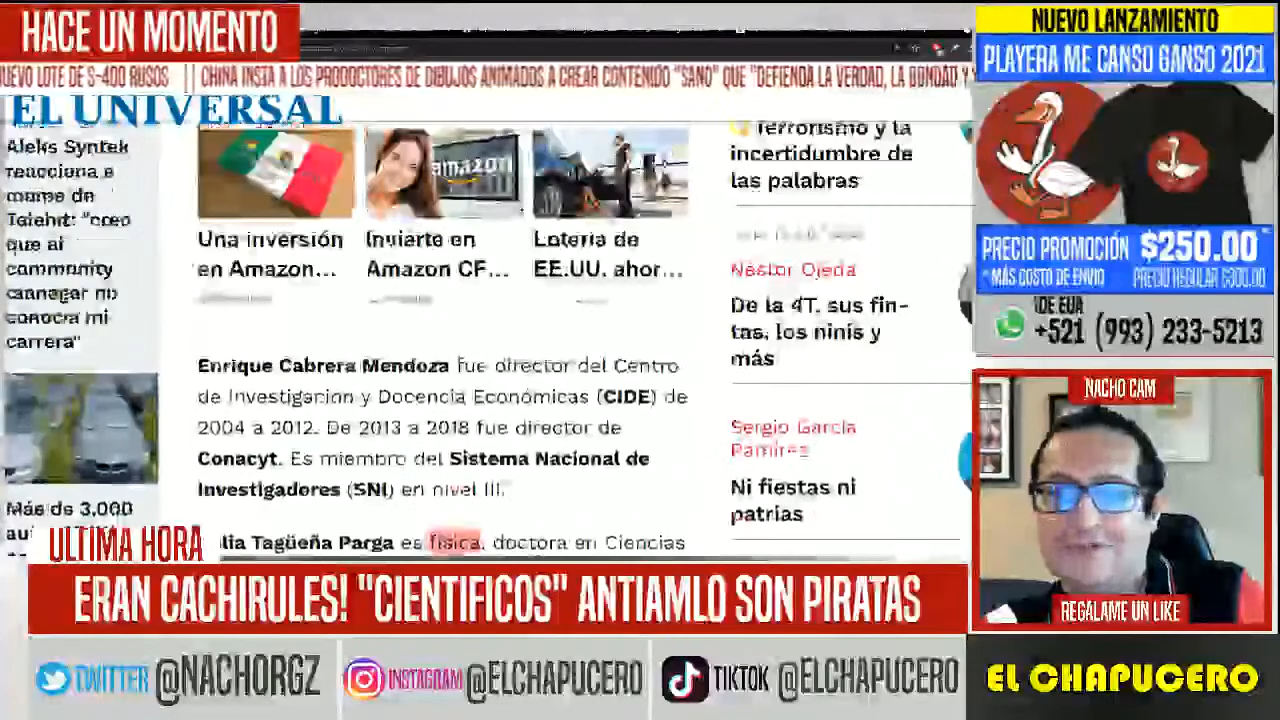 HACE UN MOMENTO
NUEVO LOTE DE S-400 RUSOS || CHINA INSTA A LOS PRODUCTORES DE DIBUJOS ANIMADOS A CREAR CONTENIDO "SANO" QUE "DEFIENDA LA VERDAD, LA BONDAD Y
EL UNIVERSAL
Aleks Syntek
reacciona a
meme de
que al
community
manager no
conocía mi
carrera"
Más de 3,000
amazon
Una inversión
en Amazon...
Invierte en
Amazon CF...
Lotería de
EE.UU. ahor...
Enrique Cabrera Mendoza fue director del Centro
de Investigación y Docencia Económicas (CIDE) de
2004 a 2012. De 2013 a 2018 fue director de
Conacyt. Es miembro del Sistema Nacional de
Investigadores (SNI) en nivel III.
lia Tagüeña Parga es física, doctora en Ciencias
Terrorismo y la
incertidumbre de
las palabras
Néstor Ojeda
De la 4T, sus fin-
tas, los ninis y
más
Sergio García
Ramírez
Ni fiestas ni
patrias
ULTIMA HORA
ERAN CACHIRULES! "CIENTIFICOS" ANTIAMLO SON PIRATAS
TWITTER @NACHORGZ
INSTAGRAM @ELCHAPUCERO
TIKTOK @ELCHAPUCERO
NUEVO LANZAMIENTO
PLAYERA ME CANSO GANSO 2021
PRECIO PROMOCIÓN $250.00
*MÁS COSTO DE ENVIO PRECIO REGULAR $300.00
DE EUA
+521 (993) 233-5213
NACHO CAM
REGALAME UN LIKE
EL CHAPUCERO